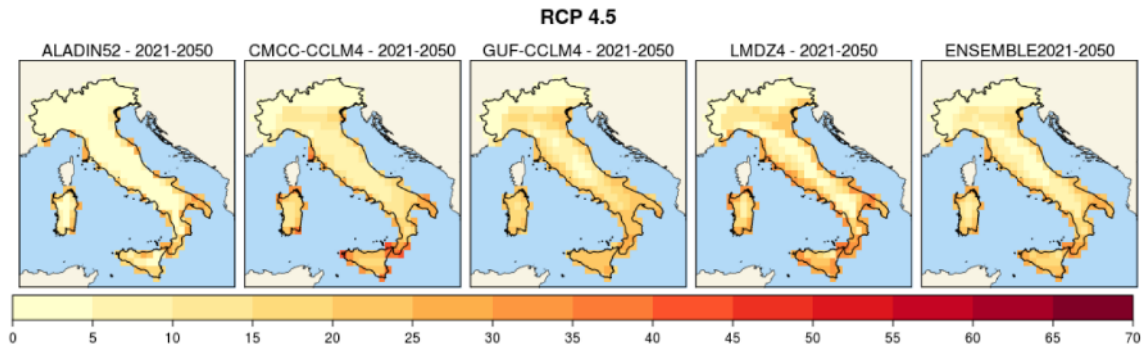 RCP 4.5
ALADIN52 - 2021-2050 CMCC-CCLM4 - 2021-2050 GUF-CCLM4 - 2021-2050 LMDZ4 - 2021-2050 ENSEMBLE2021-2050
0 5 10 15 20 25 30 35 40 45 50 55 60 65 70